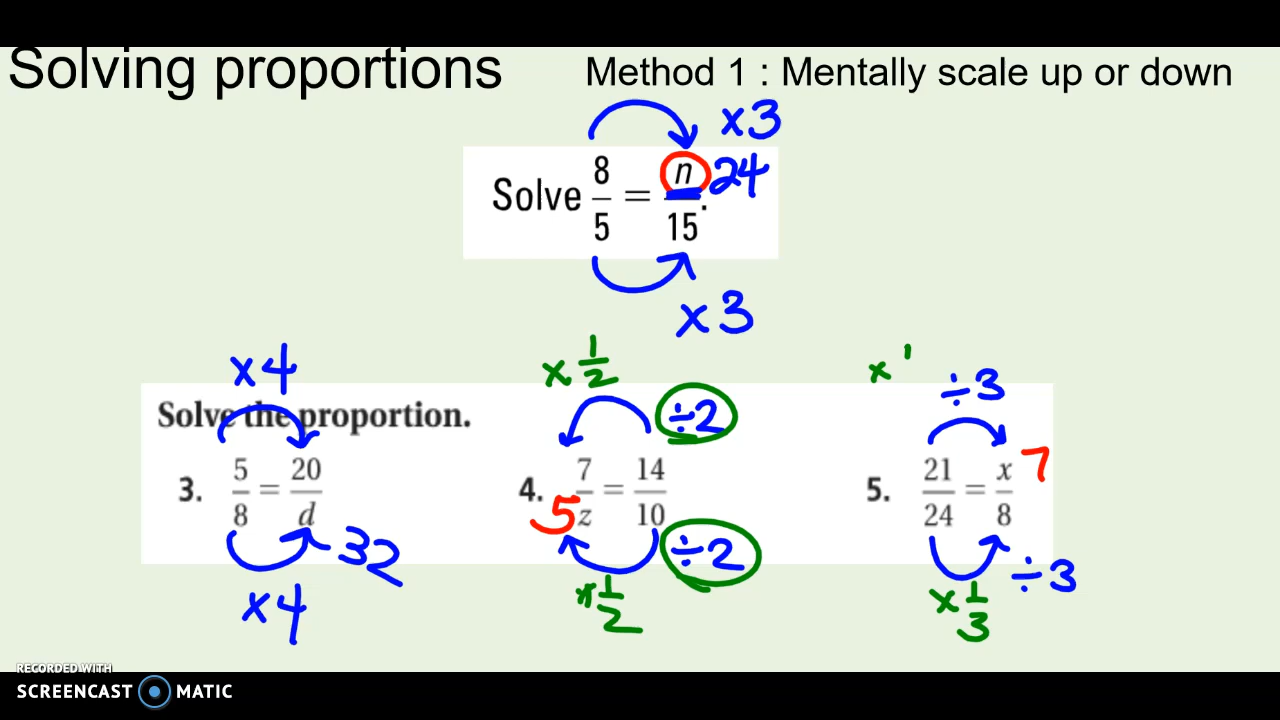 Solving proportions
Method 1 : Mentally scale up or down
x3
Solve 8/5 = n/15. 24
x3
x4
x 1/2
x '
÷3
Solve the proportion.
÷2
3. 5/8 = 20/d 32
4. 7/z = 14/10 5
5. 21/24 = x/8 7
÷2
÷3
x4
x 1/2
x 1/3
RECORDED WITH
SCREENCAST MATIC